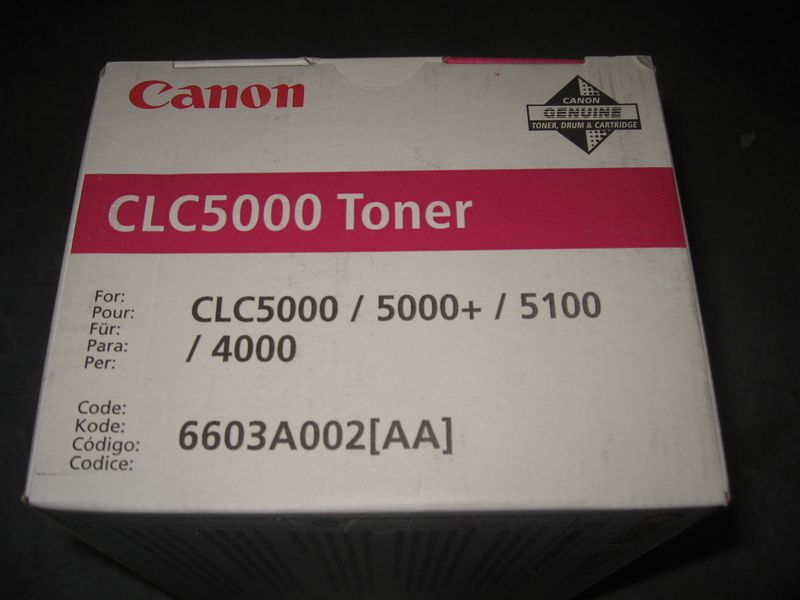 Canon
CANON
GENUINE
TONER, DRUM & CARTRIDGE
CLC5000 Toner
For:
Pour:
Für:
Para:
Per:
CLC5000 / 5000+ / 5100
/ 4000
Code:
Kode:
Código:
Codice:
6603A002[AA]